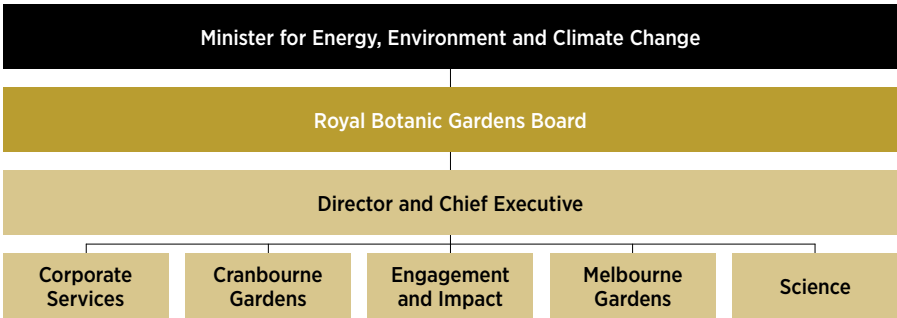 Minister for Energy, Environment and Climate Change
Royal Botanic Gardens Board
Director and Chief Executive
Corporate
Services
Cranbourne
Gardens
Engagement
and Impact
Melbourne
Gardens
Science